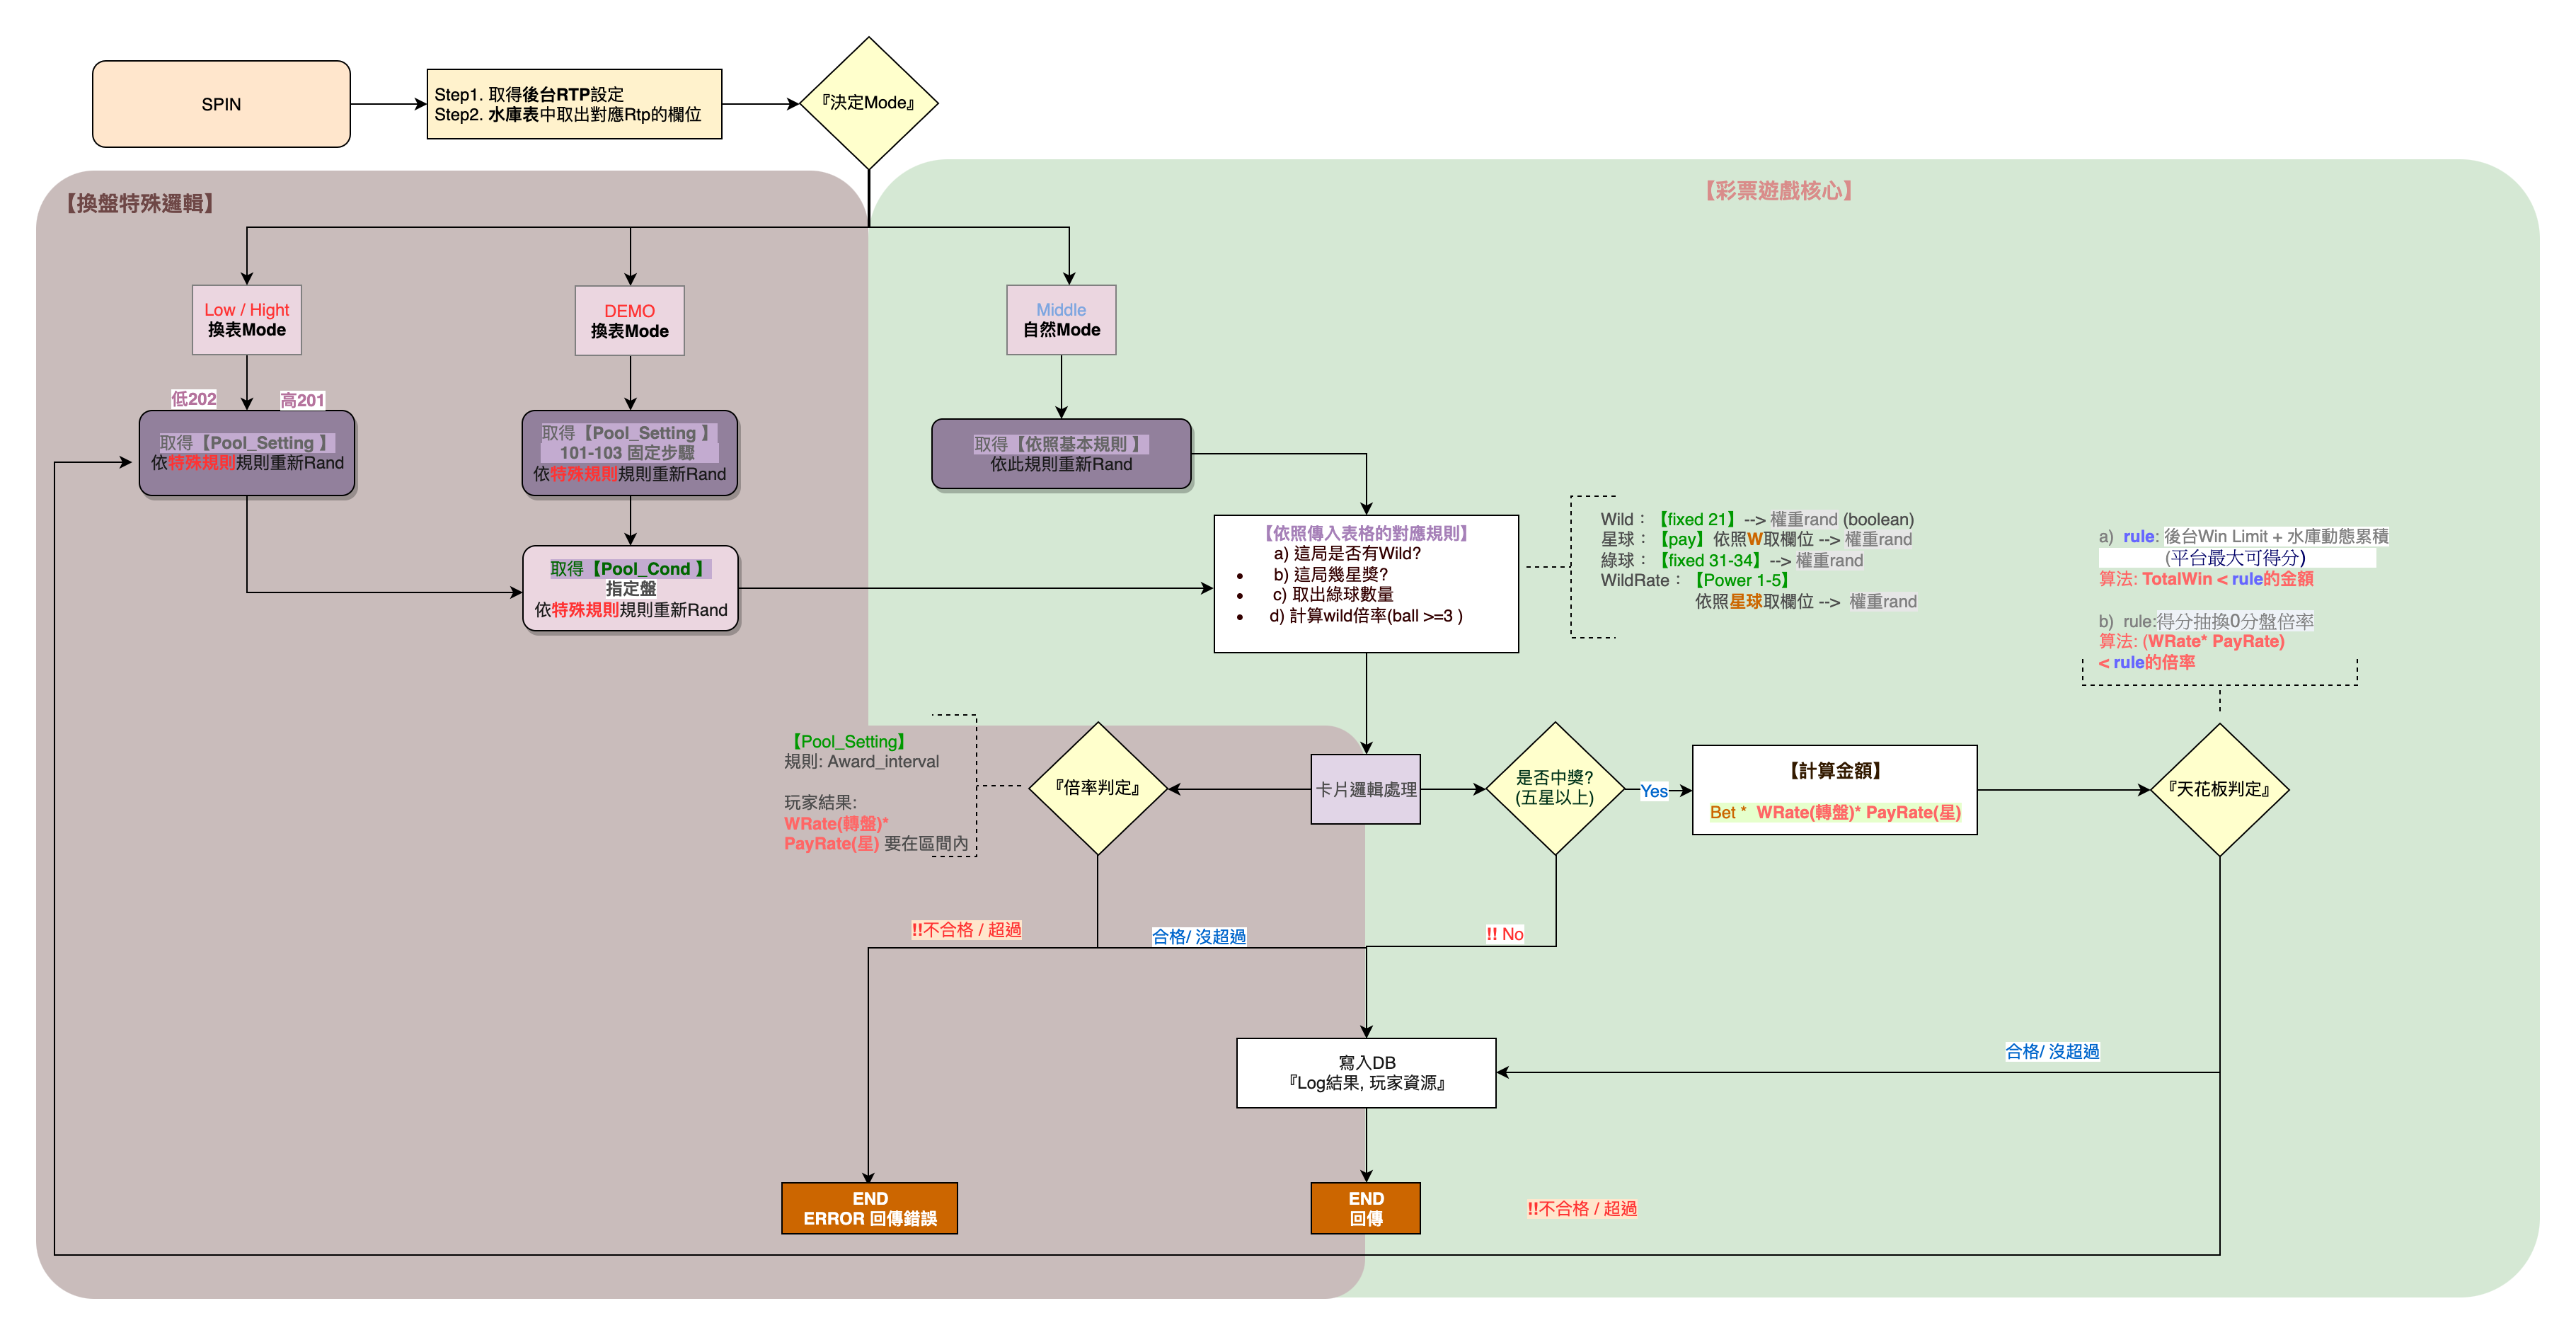 SPIN
Step1. 取得後台RTP設定
Step2. 水庫表中取出對應Rtp的欄位
『決定Mode』
【換盤特殊邏輯】
【彩票遊戲核心】
Low / Hight
換表Mode
DEMO
換表Mode
Middle
自然Mode
低202
高201
取得【Pool_Setting 】
依特殊規則規則重新Rand
取得【Pool_Setting 】
101-103 固定步驟
依特殊規則規則重新Rand
取得【依照基本規則 】
依此規則重新Rand
取得【Pool_Cond 】
指定盤
依特殊規則規則重新Rand
【依照傳入表格的對應規則】
a) 這局是否有Wild?
• b) 這局幾星獎?
• c) 取出綠球數量
• d) 計算wild倍率(ball >=3 )
Wild：【fixed 21】--> 權重rand (boolean)
星球：【pay】依照W取欄位 --> 權重rand
綠球：【fixed 31-34】--> 權重rand
WildRate：【Power 1-5】
依照星球取欄位 --> 權重rand
a) rule: 後台Win Limit + 水庫動態累積
(平台最大可得分)
算法: TotalWin < rule的金額
b) rule:得分抽換0分盤倍率
算法: (WRate* PayRate)
< rule的倍率
【Pool_Setting】
規則: Award_interval
玩家結果:
WRate(轉盤)*
PayRate(星) 要在區間內
『倍率判定』
卡片邏輯處理
是否中獎?
(五星以上)
Yes
【計算金額】
Bet * WRate(轉盤)* PayRate(星)
『天花板判定』
!!不合格 / 超過
合格/ 沒超過
!! No
寫入DB
『Log結果, 玩家資源』
合格/ 沒超過
END
ERROR 回傳錯誤
END
回傳
!!不合格 / 超過